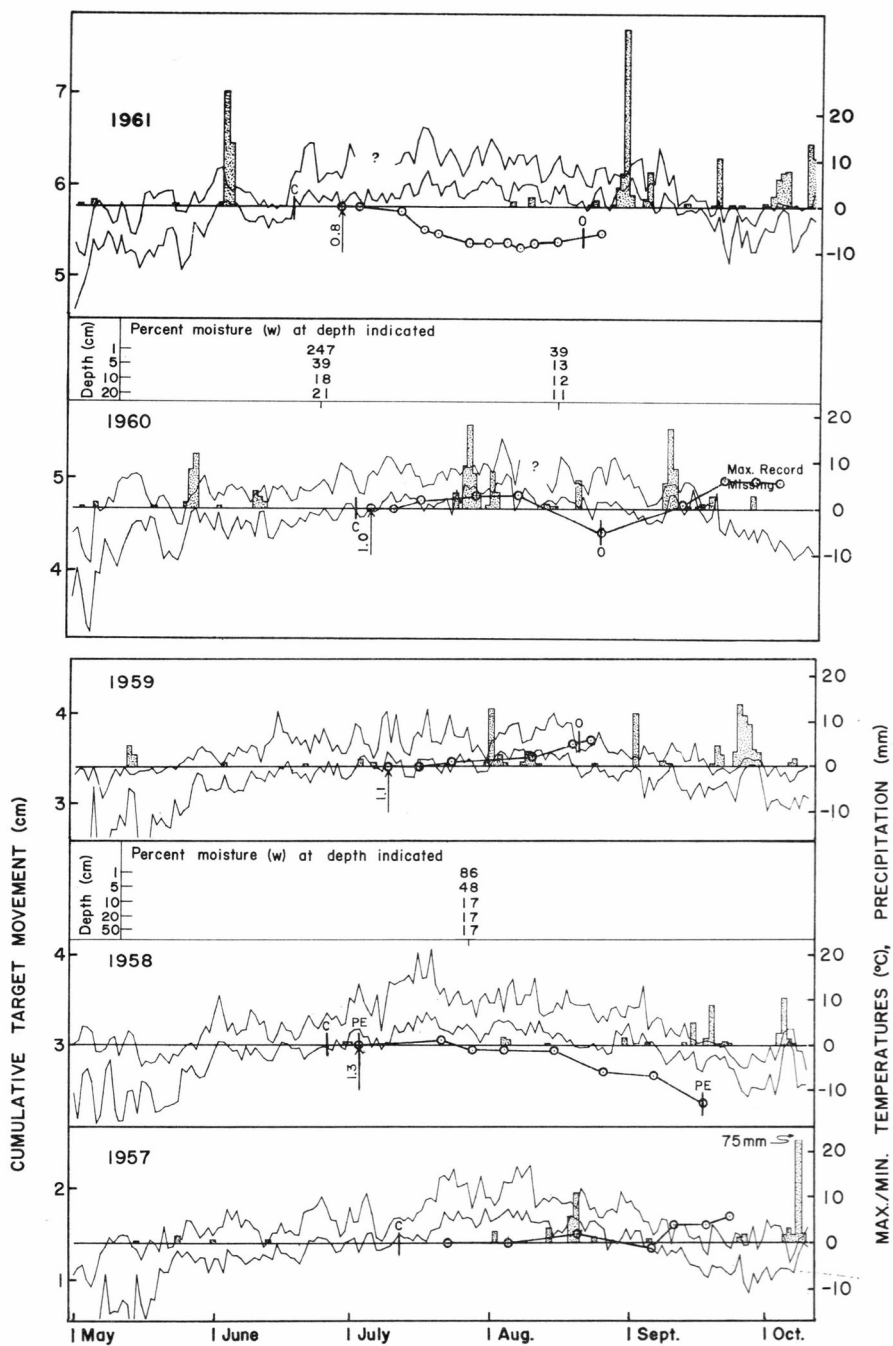 CUMULATIVE TARGET MOVEMENT (cm)
MAX./MIN. TEMPERATURES (°C), PRECIPITATION (mm)
1961
7
6
5
20
10
0
-10
C
?
0.8
O
Depth (cm)
Percent moisture (w) at depth indicated
1 247 39
5 39 13
10 18 12
20 21 11
1960
5
4
20
10
0
-10
C
1.0
?
O
Max. Record
Missing
1959
4
3
20
10
0
-10
1.1
O
Depth (cm)
Percent moisture (w) at depth indicated
1 86
5 48
10 17
20 17
50 17
1958
4
3
20
10
0
-10
C
PE
1.3
PE
1957
2
1
20
10
0
-10
C
75mm
1 May 1 June 1 July 1 Aug. 1 Sept. 1 Oct.